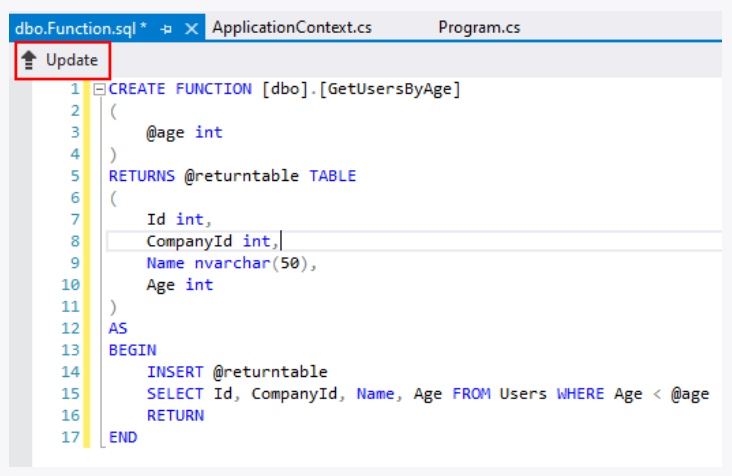 dbo.Function.sql* ApplicationContext.cs Program.cs
Update
1 CREATE FUNCTION [dbo].[GetUsersByAge]
2 (
3 @age int
4 )
5 RETURNS @returntable TABLE
6 (
7 Id int,
8 CompanyId int,
9 Name nvarchar(50),
10 Age int
11 )
12 AS
13 BEGIN
14 INSERT @returntable
15 SELECT Id, CompanyId, Name, Age FROM Users WHERE Age < @age
16 RETURN
17 END